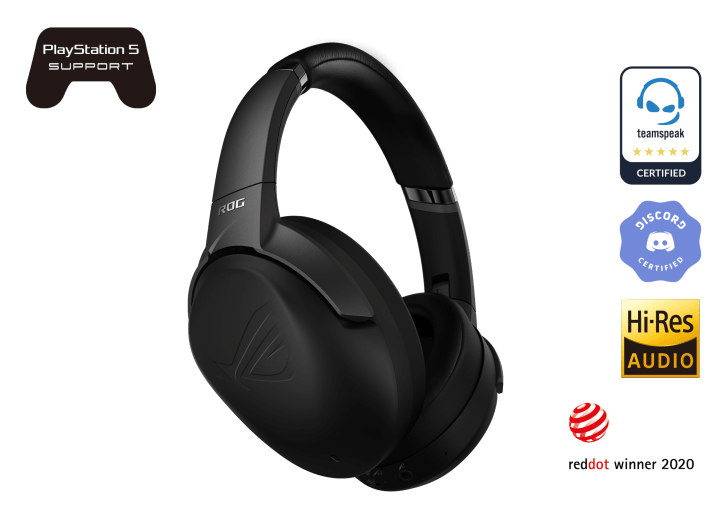 PlayStation 5
SUPPORT
ROG
teamspeak
CERTIFIED
DISCORD
CERTIFIED
Hi-Res
AUDIO
reddot winner 2020